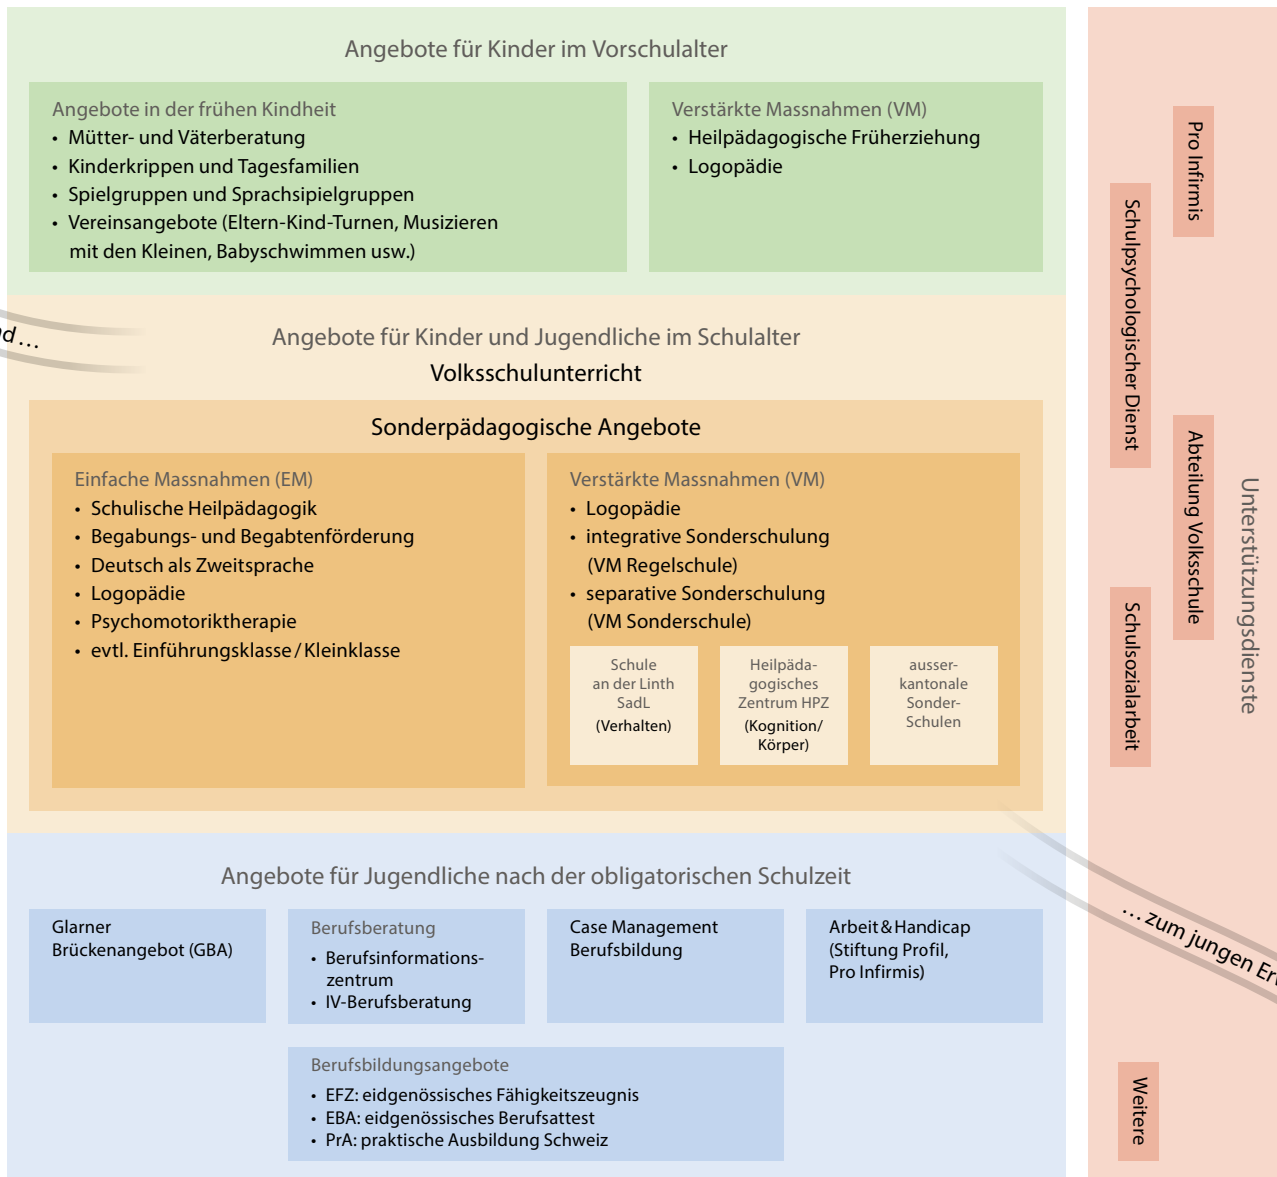 Angebote für Kinder im Vorschulalter
Angebote in der frühen Kindheit
• Mütter- und Väterberatung
• Kinderkrippen und Tagesfamilien
• Spielgruppen und Sprachsipielgruppen
• Vereinsangebote (Eltern-Kind-Turnen, Musizieren
mit den Kleinen, Babyschwimmen usw.)
Verstärkte Massnahmen (VM)
• Heilpädagogische Früherziehung
• Logopädie
Angebote für Kinder und Jugendliche im Schulalter
Volksschulunterricht
Sonderpädagogische Angebote
Einfache Massnahmen (EM)
• Schulische Heilpädagogik
• Begabungs- und Begabtenförderung
• Deutsch als Zweitsprache
• Logopädie
• Psychomotoriktherapie
• evtl. Einführungsklasse / Kleinklasse
Verstärkte Massnahmen (VM)
• Logopädie
• integrative Sonderschulung
(VM Regelschule)
• separative Sonderschulung
(VM Sonderschule)
Schule
an der Linth
SadL
(Verhalten)
Heilpäda-
gogisches
Zentrum HPZ
(Kognition/
Körper)
ausser-
kantonale
Sonder-
Schulen
Angebote für Jugendliche nach der obligatorischen Schulzeit
Glarner
Brückenangebot (GBA)
Berufsberatung
• Berufsinformations-
zentrum
• IV-Berufsberatung
Case Management
Berufsbildung
Arbeit & Handicap
(Stiftung Profil,
Pro Infirmis)
Berufsbildungsangebote
• EFZ: eidgenössisches Fähigkeitszeugnis
• EBA: eidgenössisches Berufsattest
• PrA: praktische Ausbildung Schweiz
Pro Infirmis
Schulpsychologischer Dienst
Abteilung Volksschule
Schulsozialarbeit
Unterstützungsdienste
… zum jungen
Weitere